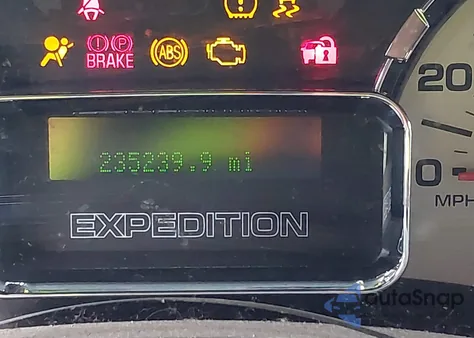 (!) (P)
BRAKE
ABS
20
235239.9 mi
0
MPH
EXPEDITION
autoSnap